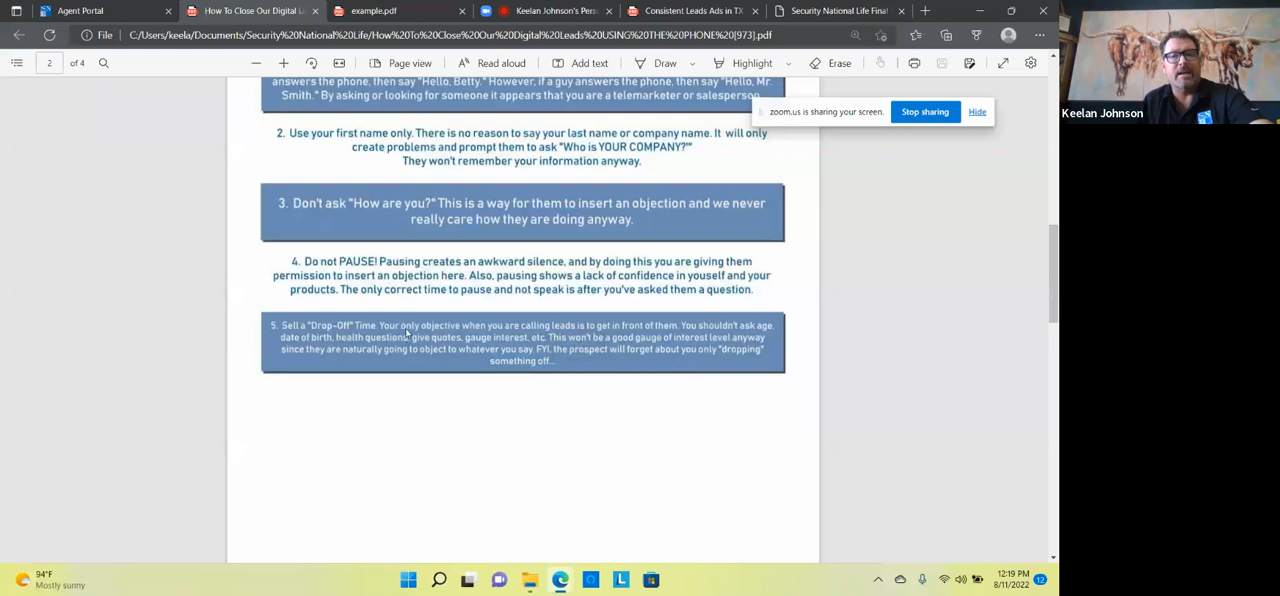 Agent Portal
How To Close Our Digital L
example.pdf
Keelan Johnson's Pers
Consistent Leads Ads in TX
Security National Life Final
File
C:/Users/keela/Documents/Security%20National%20Life/How%20To%20Close%20Our%20Digital%20Leads%20USING%20THE%20PHONE%20[973].pdf
2 of 4
Page view
Read aloud
Add text
Draw
Highlight
Erase
answers the phone, then say "Hello, Betty." However, if a guy answers the phone, then say "Hello, Mr.
Smith." By asking or looking for someone it appears that you are a telemarketer or salesperson.
zoom.us is sharing your screen.
Stop sharing
Hide
Keelan Johnson
2. Use your first name only. There is no reason to say your last name or company name. It will only
create problems and prompt them to ask "Who is YOUR COMPANY?'"
They won't remember your information anyway.
3. Don't ask "How are you?" This is a way for them to insert an objection and we never
really care how they are doing anyway.
4. Do not PAUSE! Pausing creates an awkward silence, and by doing this you are giving them
permission to insert an objection here. Also, pausing shows a lack of confidence in youself and your
products. The only correct time to pause and not speak is after you've asked them a question.
5. Sell a "Drop-Off" Time. Your only objective when you are calling leads is to get in front of them. You shouldn't ask age,
date of birth, health questions, give quotes, gauge interest, etc. This won't be a good gauge of interest level anyway
since they are naturally going to object to whatever you say. FYI, the prospect will forget about you only "dropping"
something off...
94°F
Mostly sunny
12:19 PM
8/11/2022
12